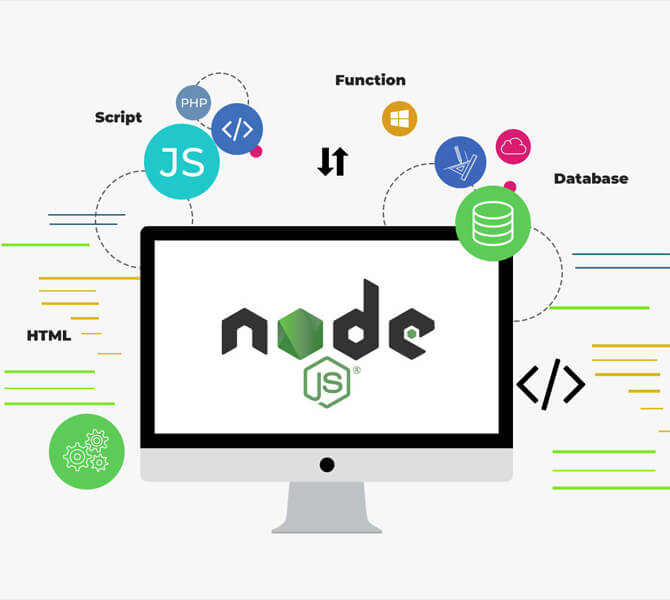 Function
PHP
Script
</>
JS
Database
node
JS®
HTML
</>